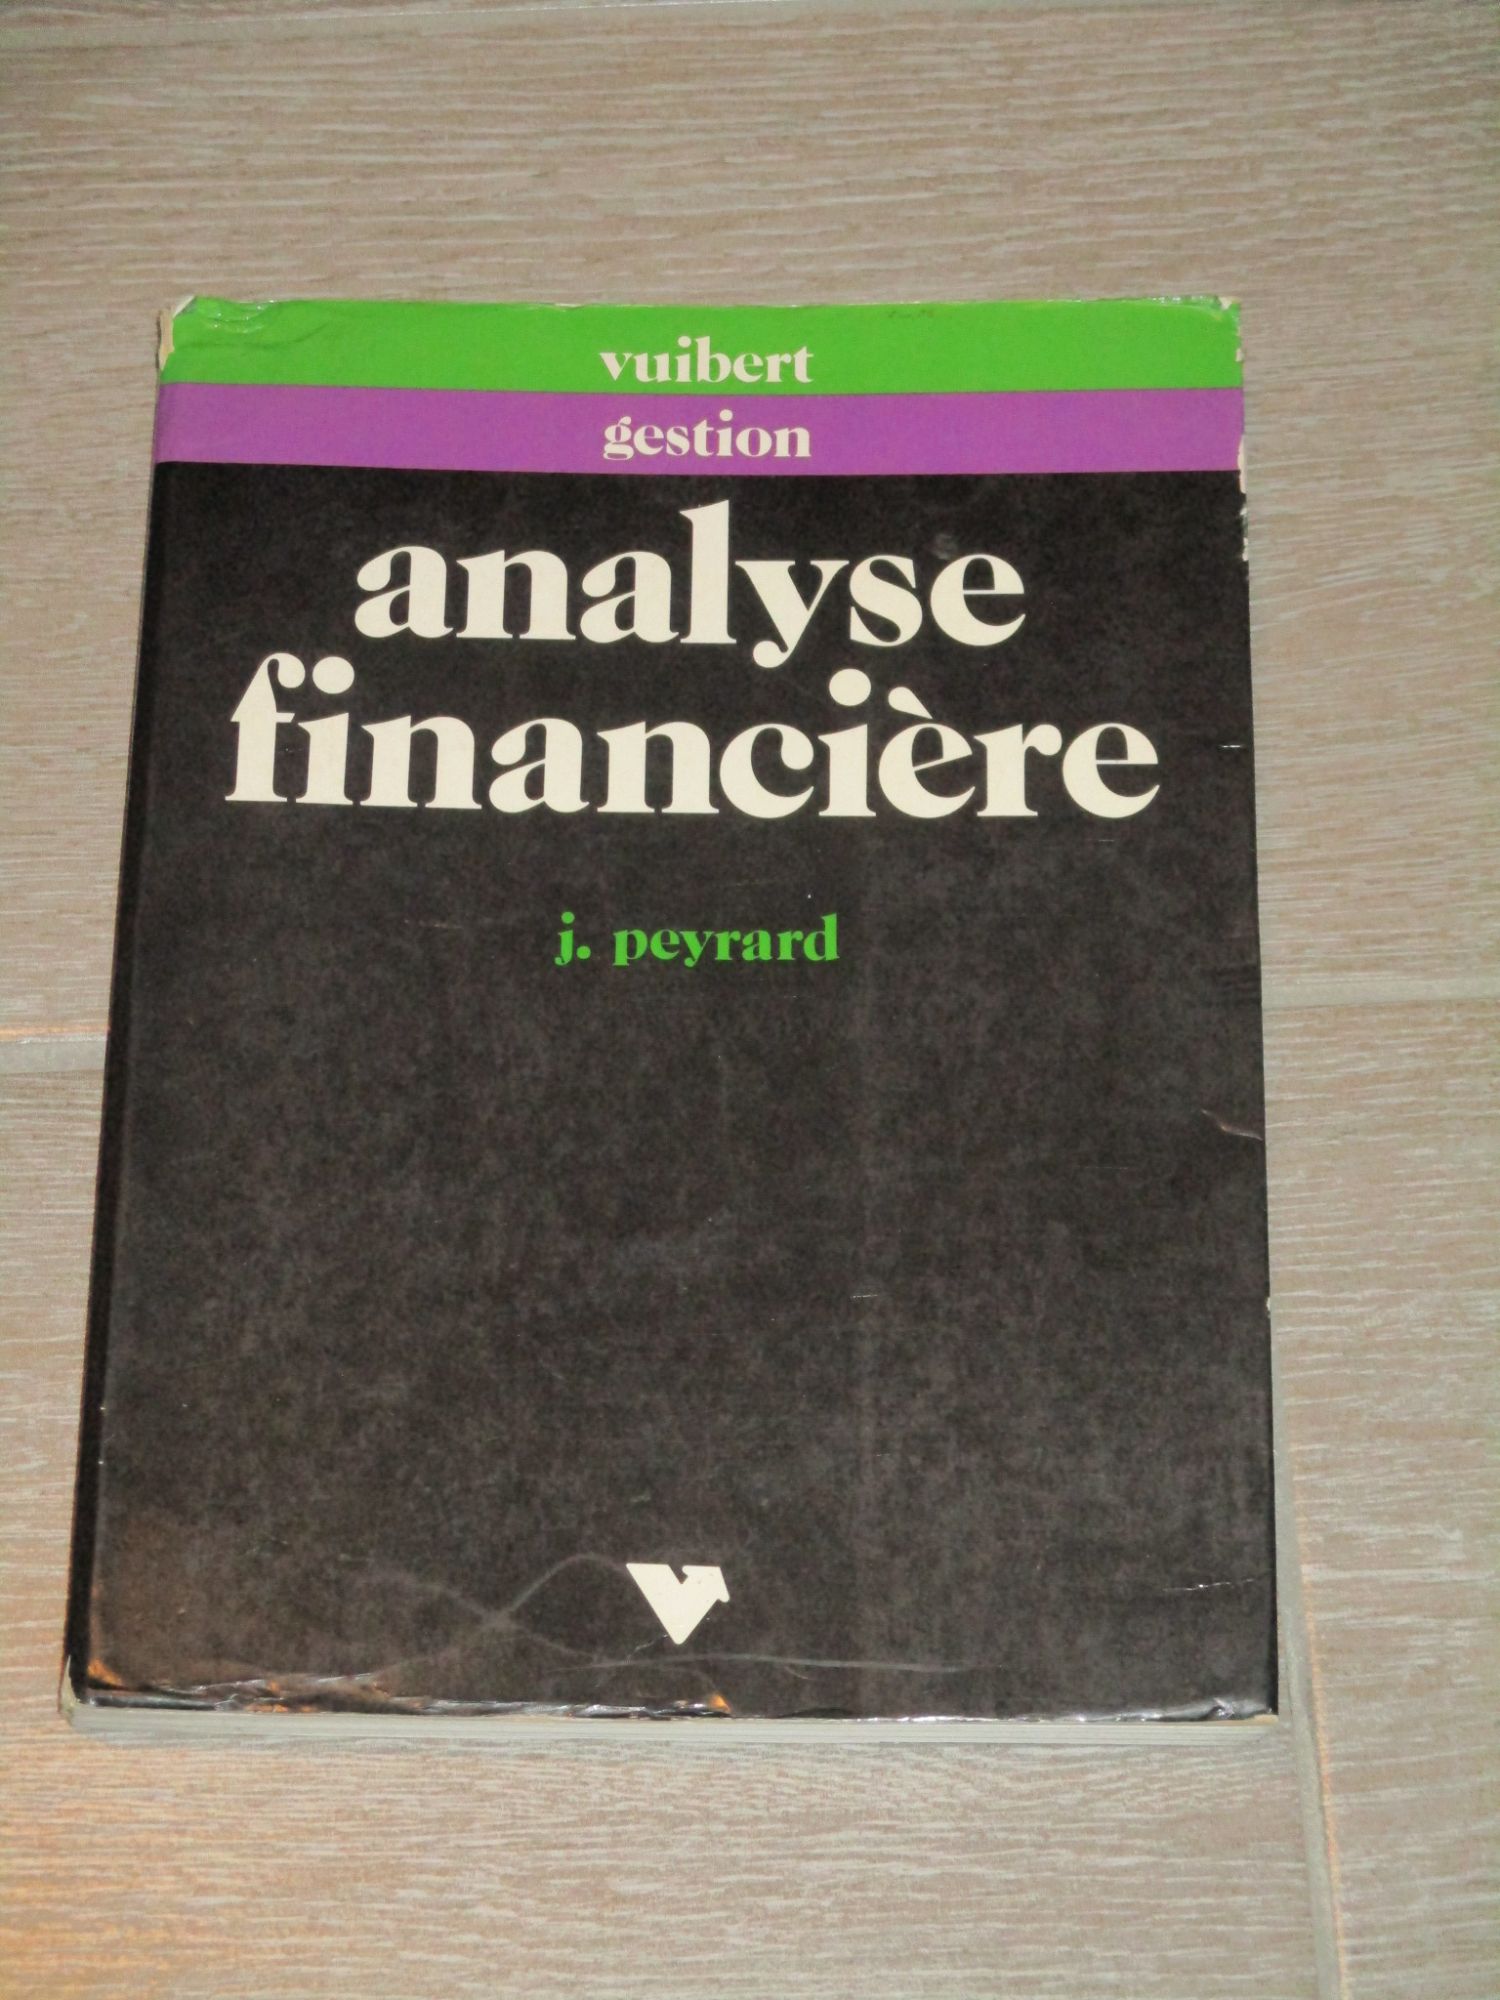 vuibert
gestion
analyse
financière
j. peyrard